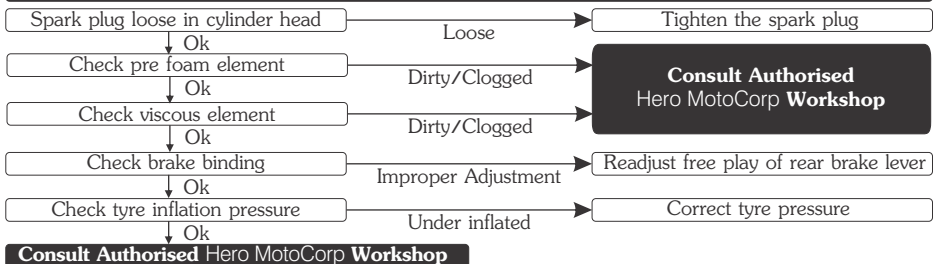 Spark plug loose in cylinder head
Loose
Tighten the spark plug
Ok
Check pre foam element
Dirty/Clogged
Consult Authorised
Hero MotoCorp Workshop
Ok
Check viscous element
Dirty/Clogged
Ok
Check brake binding
Improper Adjustment
Readjust free play of rear brake lever
Ok
Check tyre inflation pressure
Under inflated
Correct tyre pressure
Ok
Consult Authorised Hero MotoCorp Workshop